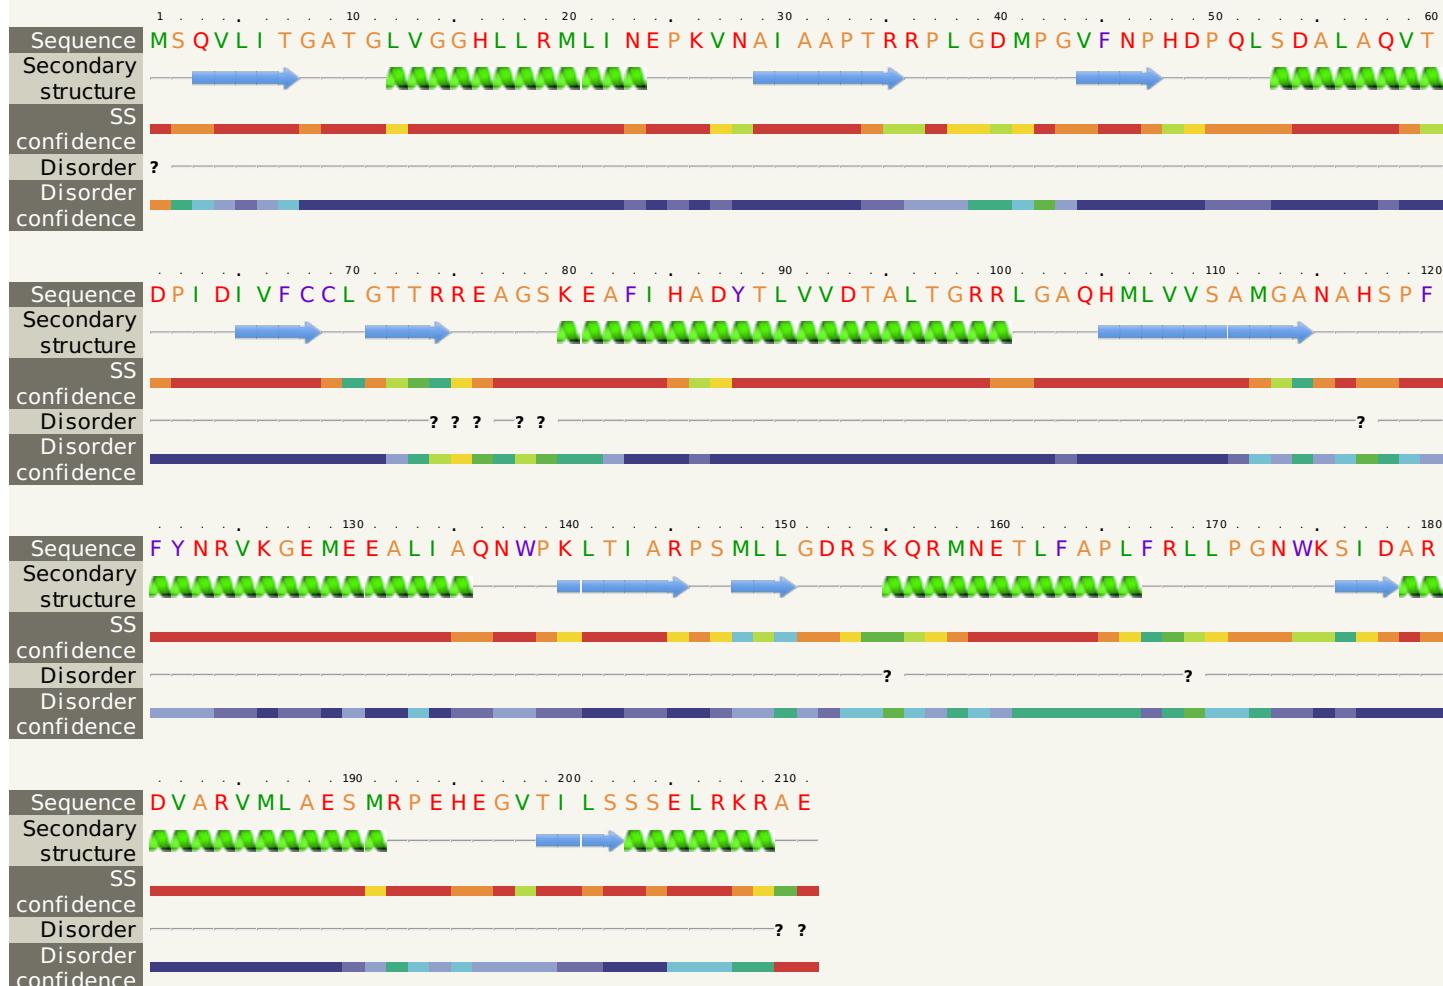 1 10 20 30 40 50 60
Sequence MSQVLITGATGLVGGHLLRMLINEPKVNAIAAPTRRPLGDMPGVFNPHDPQLSDALAQVT
Secondary structure
SS confidence
Disorder ?
Disorder confidence
70 80 90 100 110 120
Sequence DPIDIVFCCLGTTRREAGSKEAFIHADYTLVVDTALTGRRLGAQHMLVVSAMGANAHSPF
Secondary structure
SS confidence
Disorder ? ? ? ? ? ?
Disorder confidence
130 140 150 160 170 180
Sequence FYNRVKGEMEEALIAQNWPKLTIARPSMLLGDRSKQRMNETLFAPLFRLLPGNWKSIDAR
Secondary structure
SS confidence
Disorder ? ?
Disorder confidence
190 200 210
Sequence DVARVMLAESMRPEHEGVTILSSSELRKRAE
Secondary structure
SS confidence
Disorder ? ?
Disorder confidence